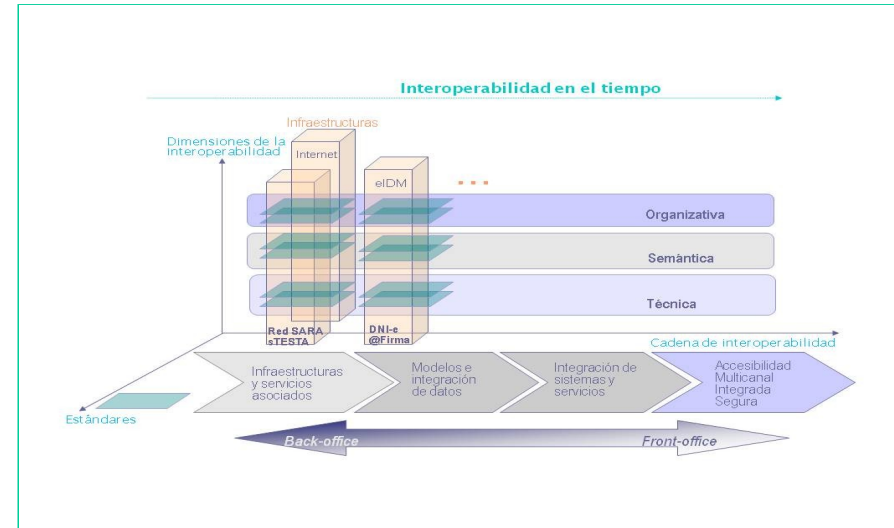 Interoperabilidad en el tiempo
Infraestructuras
Dimensiones de la
interoperabilidad
Internet
eIDM
...
Organizativa
Semàntica
Técnica
Red SARA
sTESTA
DNI-e
@Firma
Cadena de interoperabilidad
Infraestructuras
y servicios
asociados
Modelos e
integración
de datos
Integración de
sistemas y
servicios
Accesibilidad
Multicanal
Integrada
Segura
Estándares
Back-office
Front-office